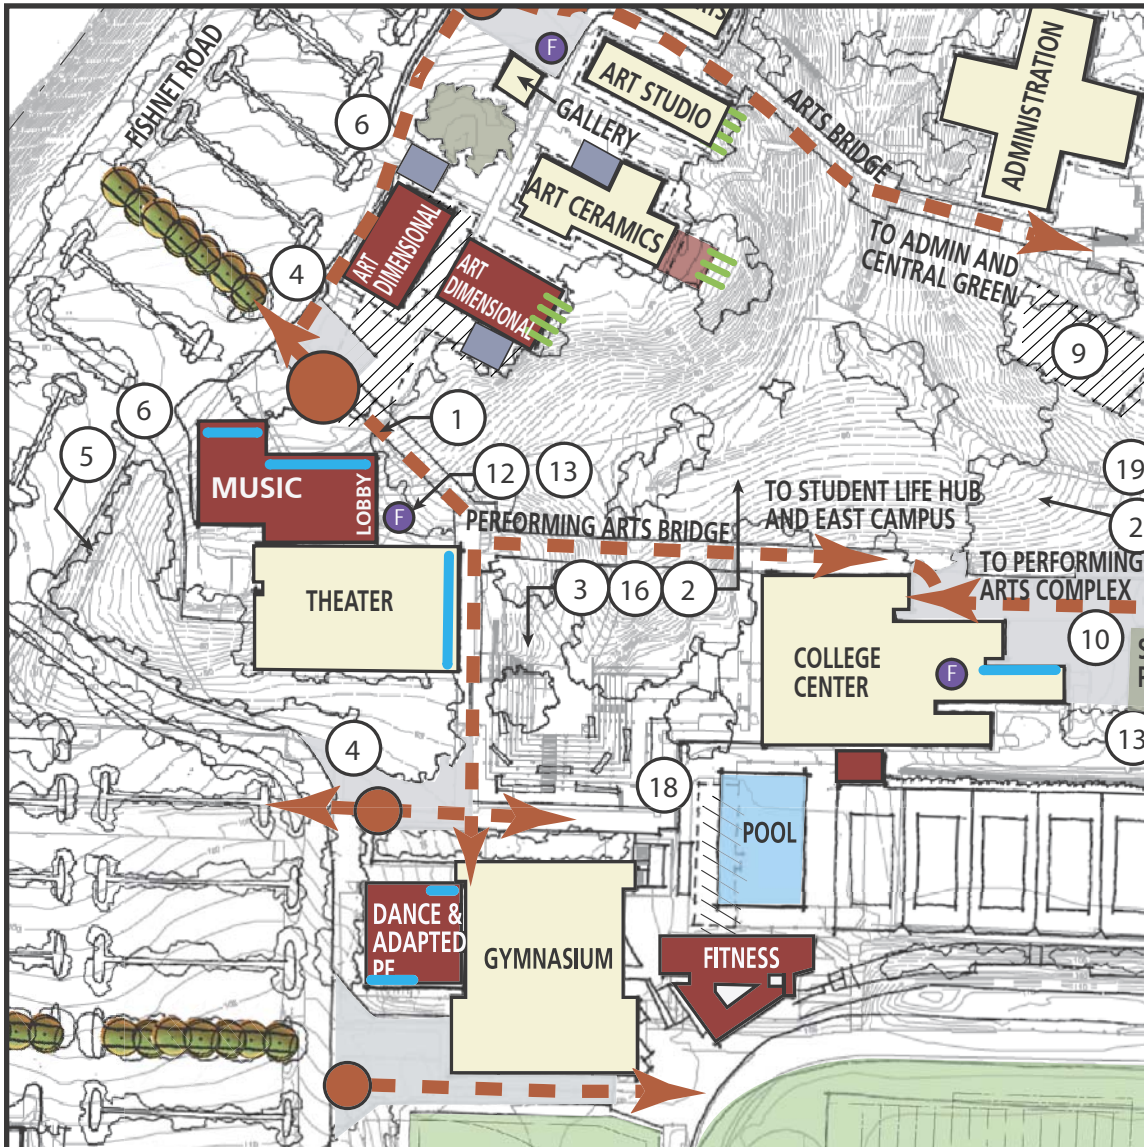 FISHNET ROAD
F
ART STUDIO
GALLERY
6
ARTS BRIDGE
ADMINISTRATION
ART CERAMICS
ART
DIMENSIONAL
ART
DIMENSIONAL
TO ADMIN AND
CENTRAL GREEN
4
9
6
1
5
12
13
19
MUSIC
LOBBY
F
PERFORMING ARTS BRIDGE
TO STUDENT LIFE HUB
AND EAST CAMPUS
2
TO PERFORMING
ARTS COMPLEX
3
16
2
THEATER
10
COLLEGE
CENTER
F
13
4
18
POOL
DANCE &
ADAPTED
PE
GYMNASIUM
FITNESS